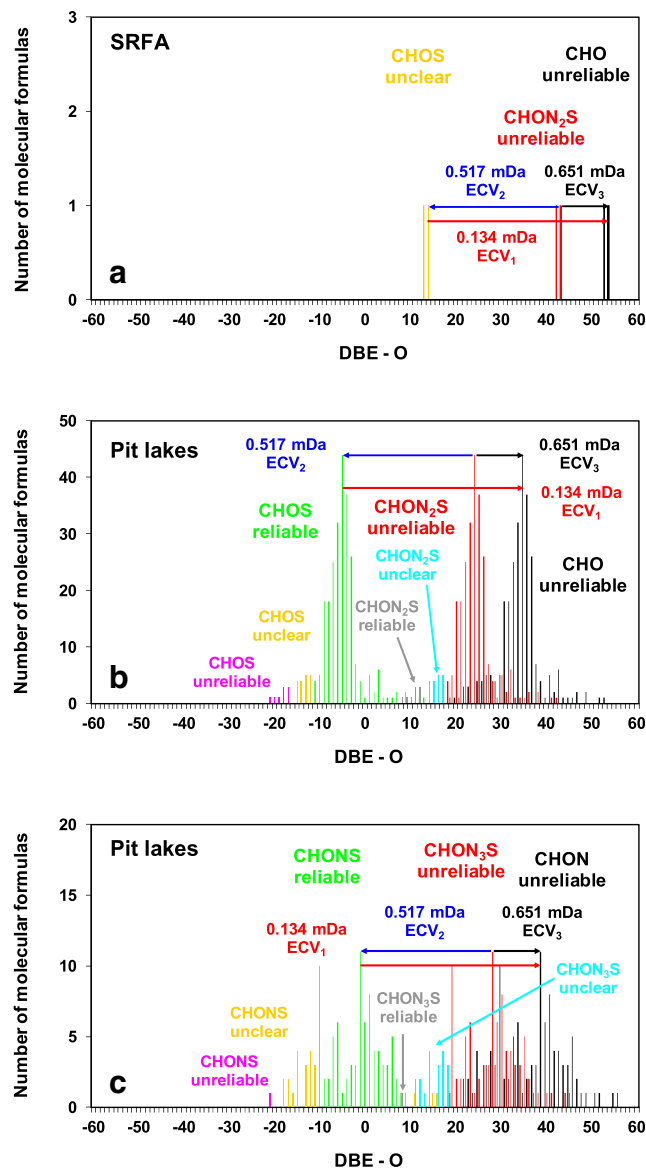 3
SRFA
CHOS
unclear
CHO
unreliable
CHON2S
unreliable
2
0.517 mDa
ECV2
0.651 mDa
ECV3
1
0.134 mDa
ECV1
a
0
Number of molecular formulas
-60 -50 -40 -30 -20 -10 0 10 20 30 40 50 60
DBE - O
50
Pit lakes
0.517 mDa
ECV2
0.651 mDa
ECV3
40
0.134 mDa
ECV1
CHOS
reliable
CHON2S
unreliable
30
CHON2S
unclear
CHO
unreliable
20
CHON2S
reliable
CHOS
unclear
10
CHOS
unreliable
b
0
Number of molecular formulas
-60 -50 -40 -30 -20 -10 0 10 20 30 40 50 60
DBE - O
20
Pit lakes
CHONS
reliable
CHON3S
unreliable
CHON
unreliable
15
0.134 mDa
ECV1
0.517 mDa
ECV2
0.651 mDa
ECV3
10
CHON3S
unclear
CHON3S
reliable
CHONS
unclear
5
CHONS
unreliable
c
0
Number of molecular formulas
-60 -50 -40 -30 -20 -10 0 10 20 30 40 50 60
DBE - O